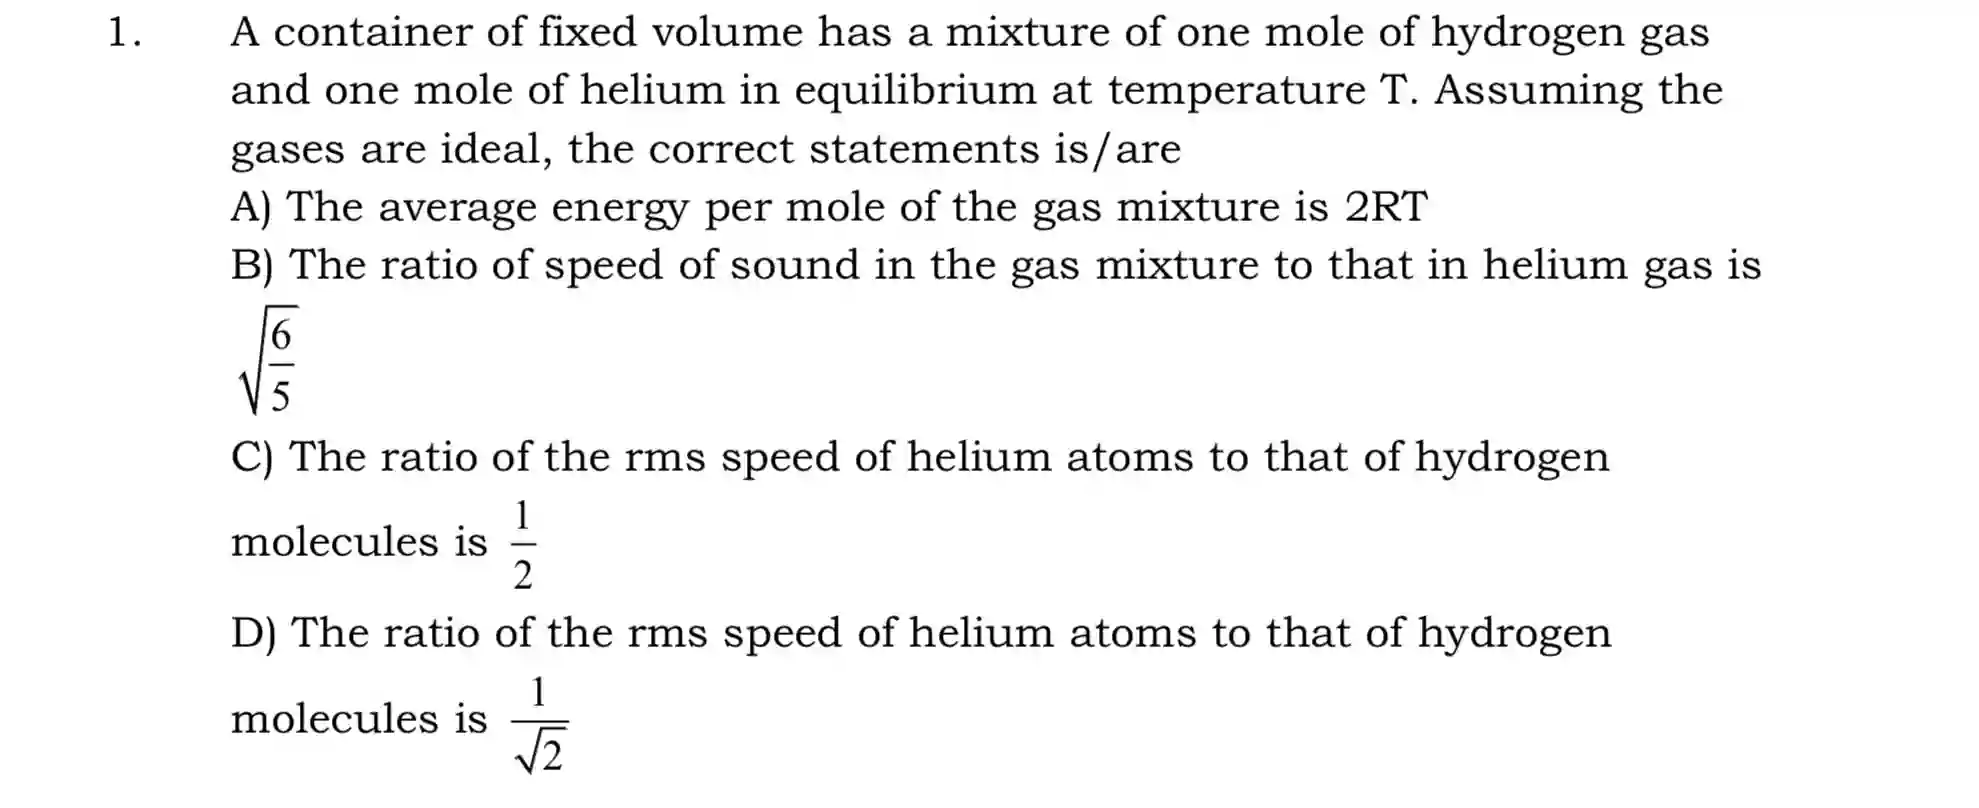 1. A container of fixed volume has a mixture of one mole of hydrogen gas
and one mole of helium in equilibrium at temperature T. Assuming the
gases are ideal, the correct statements is/are
A) The average energy per mole of the gas mixture is 2RT
B) The ratio of speed of sound in the gas mixture to that in helium gas is
√(6/5)
C) The ratio of the rms speed of helium atoms to that of hydrogen
molecules is 1/2
D) The ratio of the rms speed of helium atoms to that of hydrogen
molecules is 1/√2